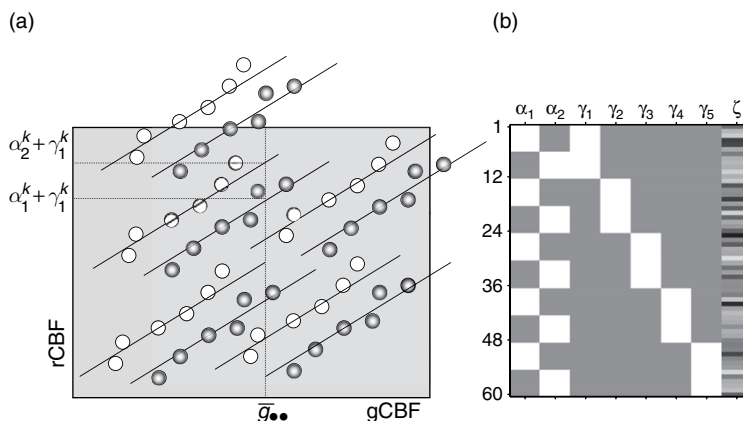 (a)
(b)
α₂ᵏ + γ₁ᵏ
α₁ᵏ + γ₁ᵏ
rCBF
g̅●●
gCBF
α₁ α₂ γ₁ γ₂ γ₃ γ₄ γ₅ ζ
1
12
24
36
48
60